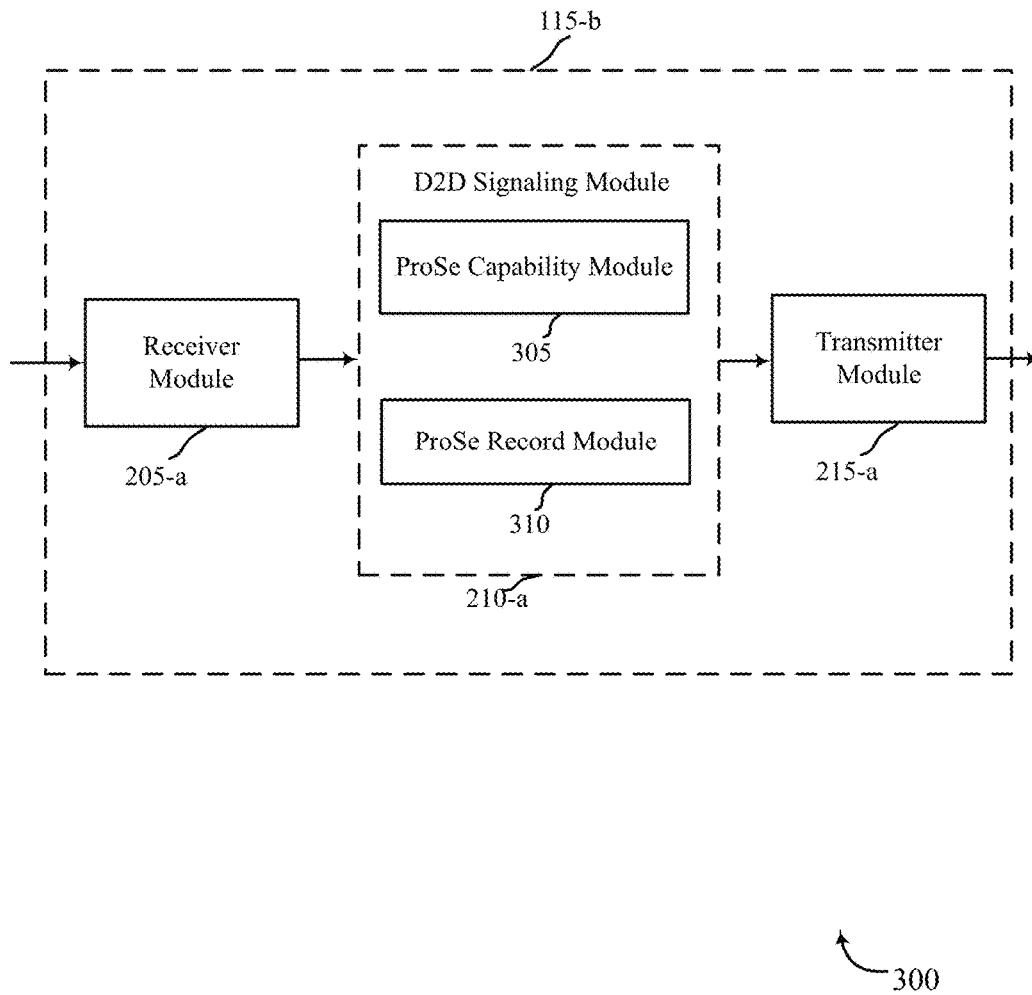 115-b
D2D Signaling Module
ProSe Capability Module
305
Receiver
Module
205-a
Transmitter
Module
215-a
ProSe Record Module
310
210-a
300